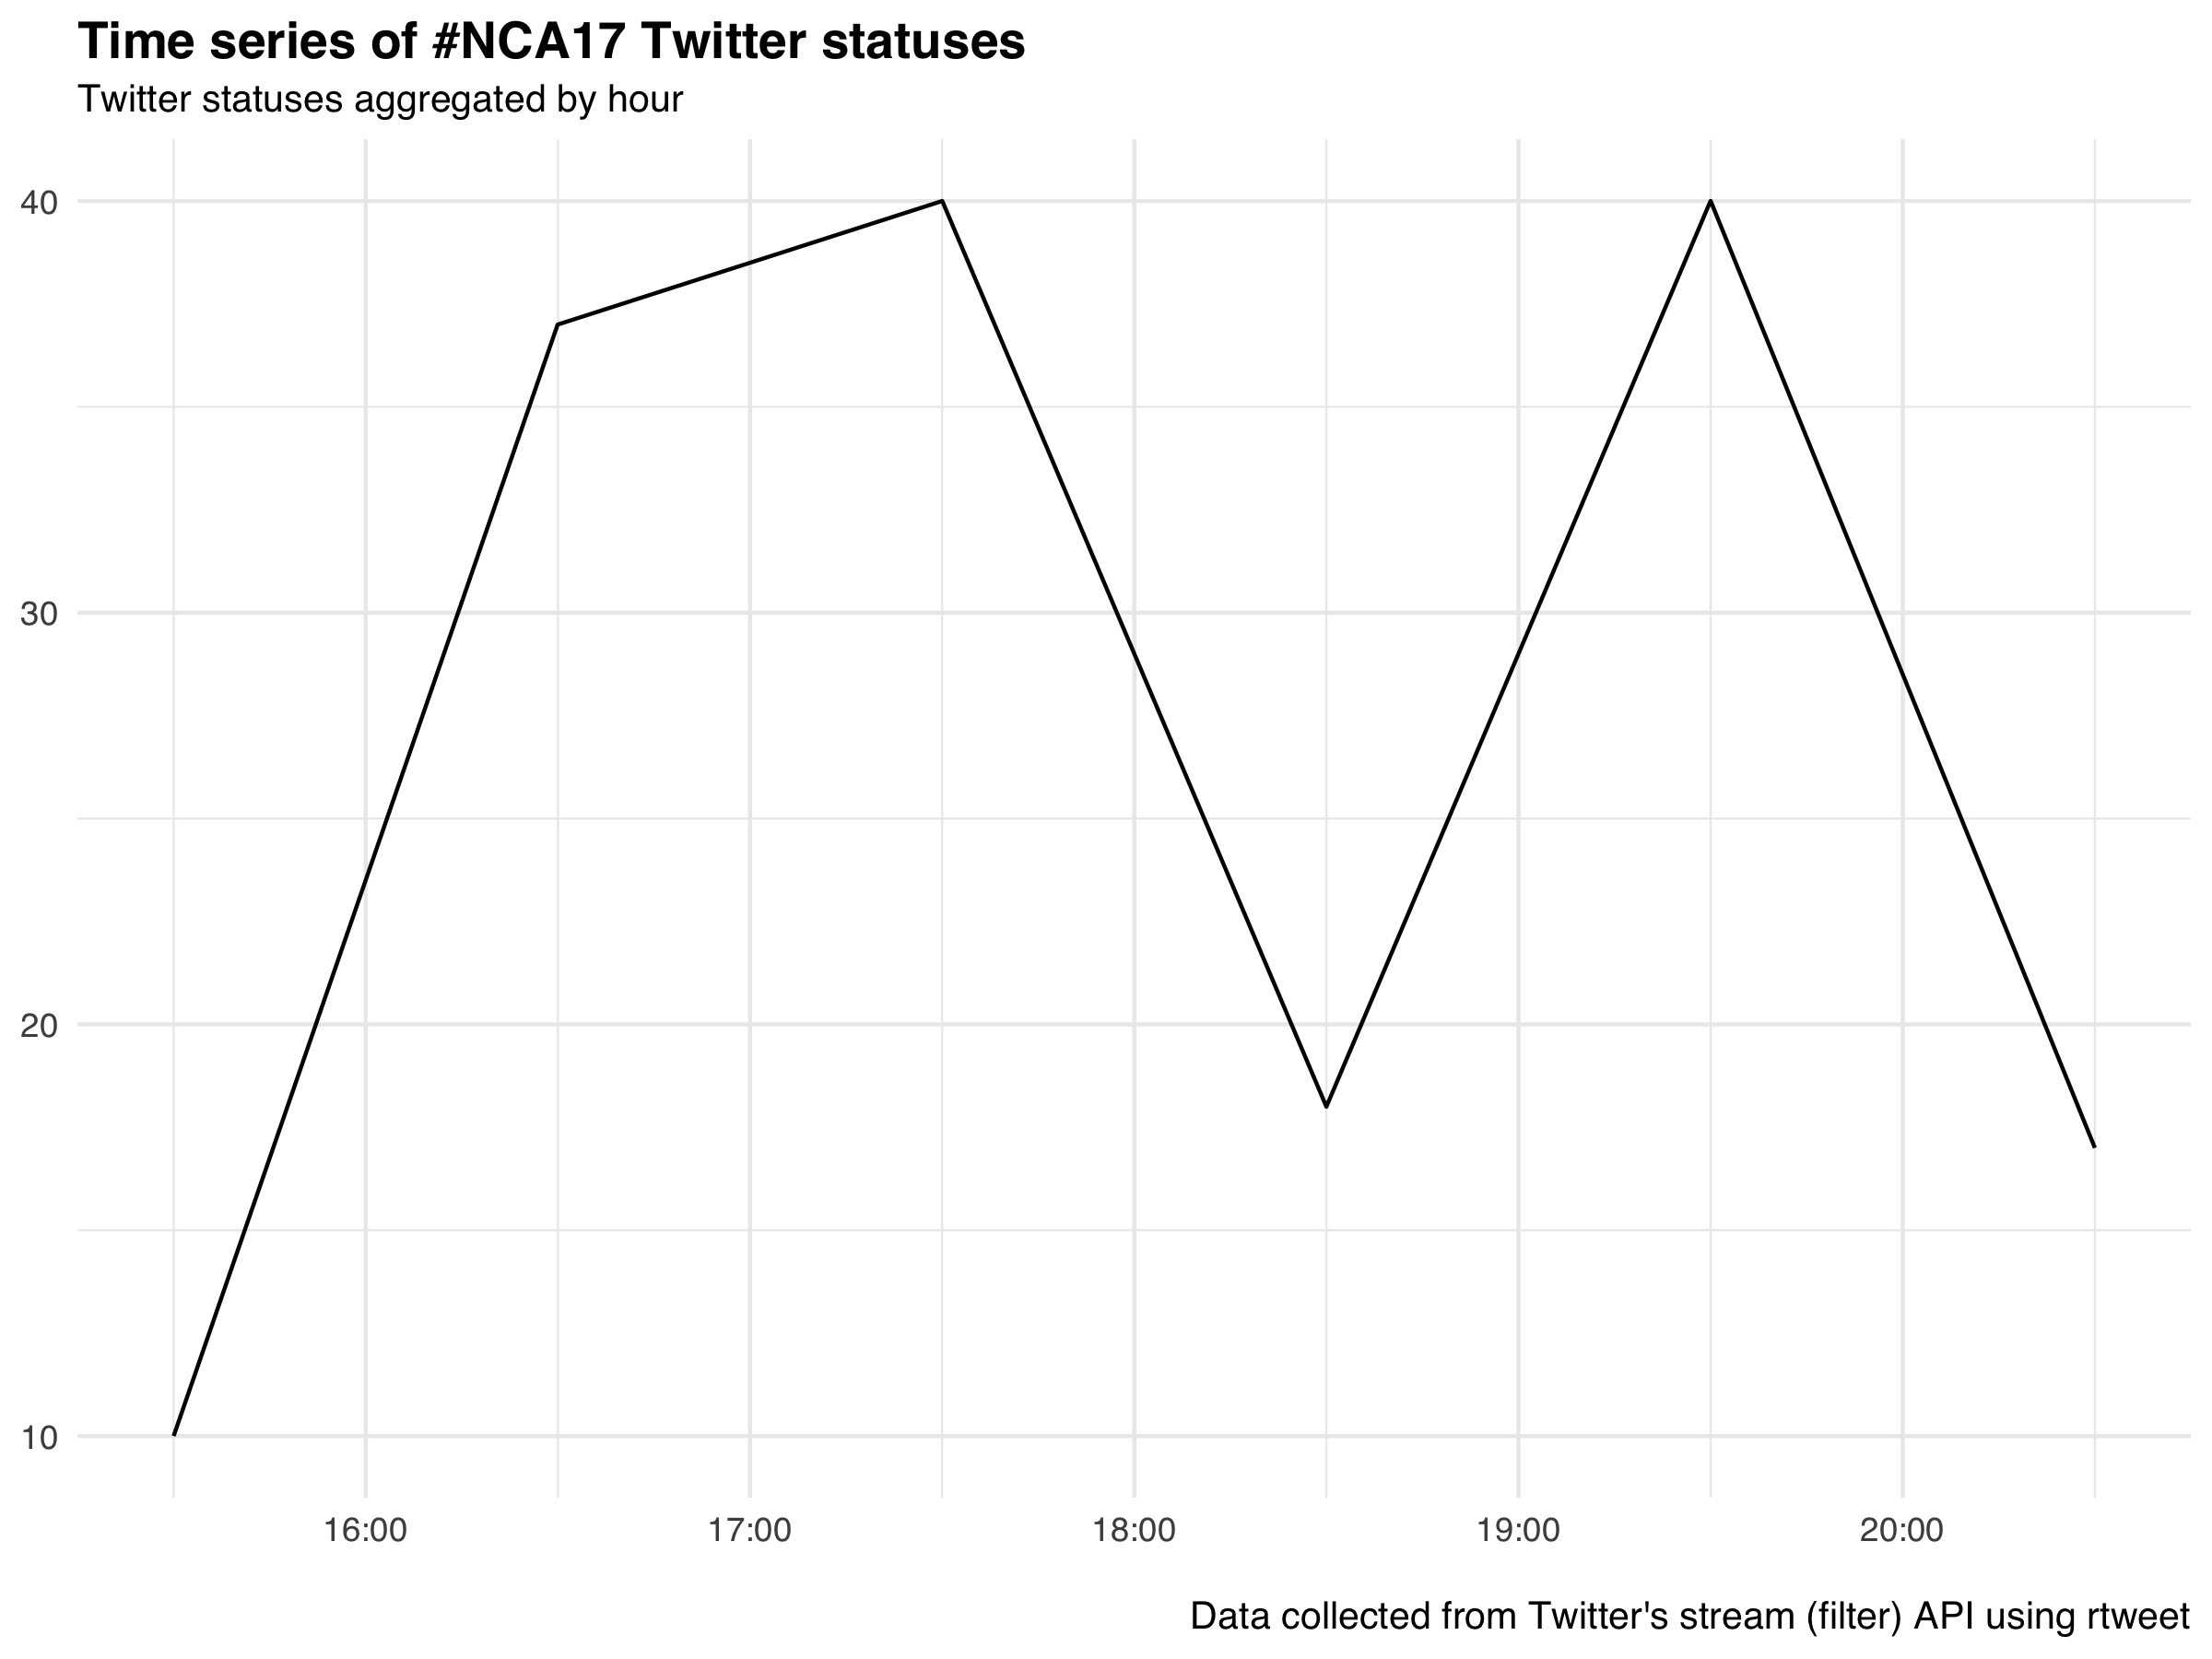 Time series of #NCA17 Twitter statuses
Twitter statuses aggregated by hour
40
30
20
10
16:00 17:00 18:00 19:00 20:00
Data collected from Twitter's stream (filter) API using rtweet